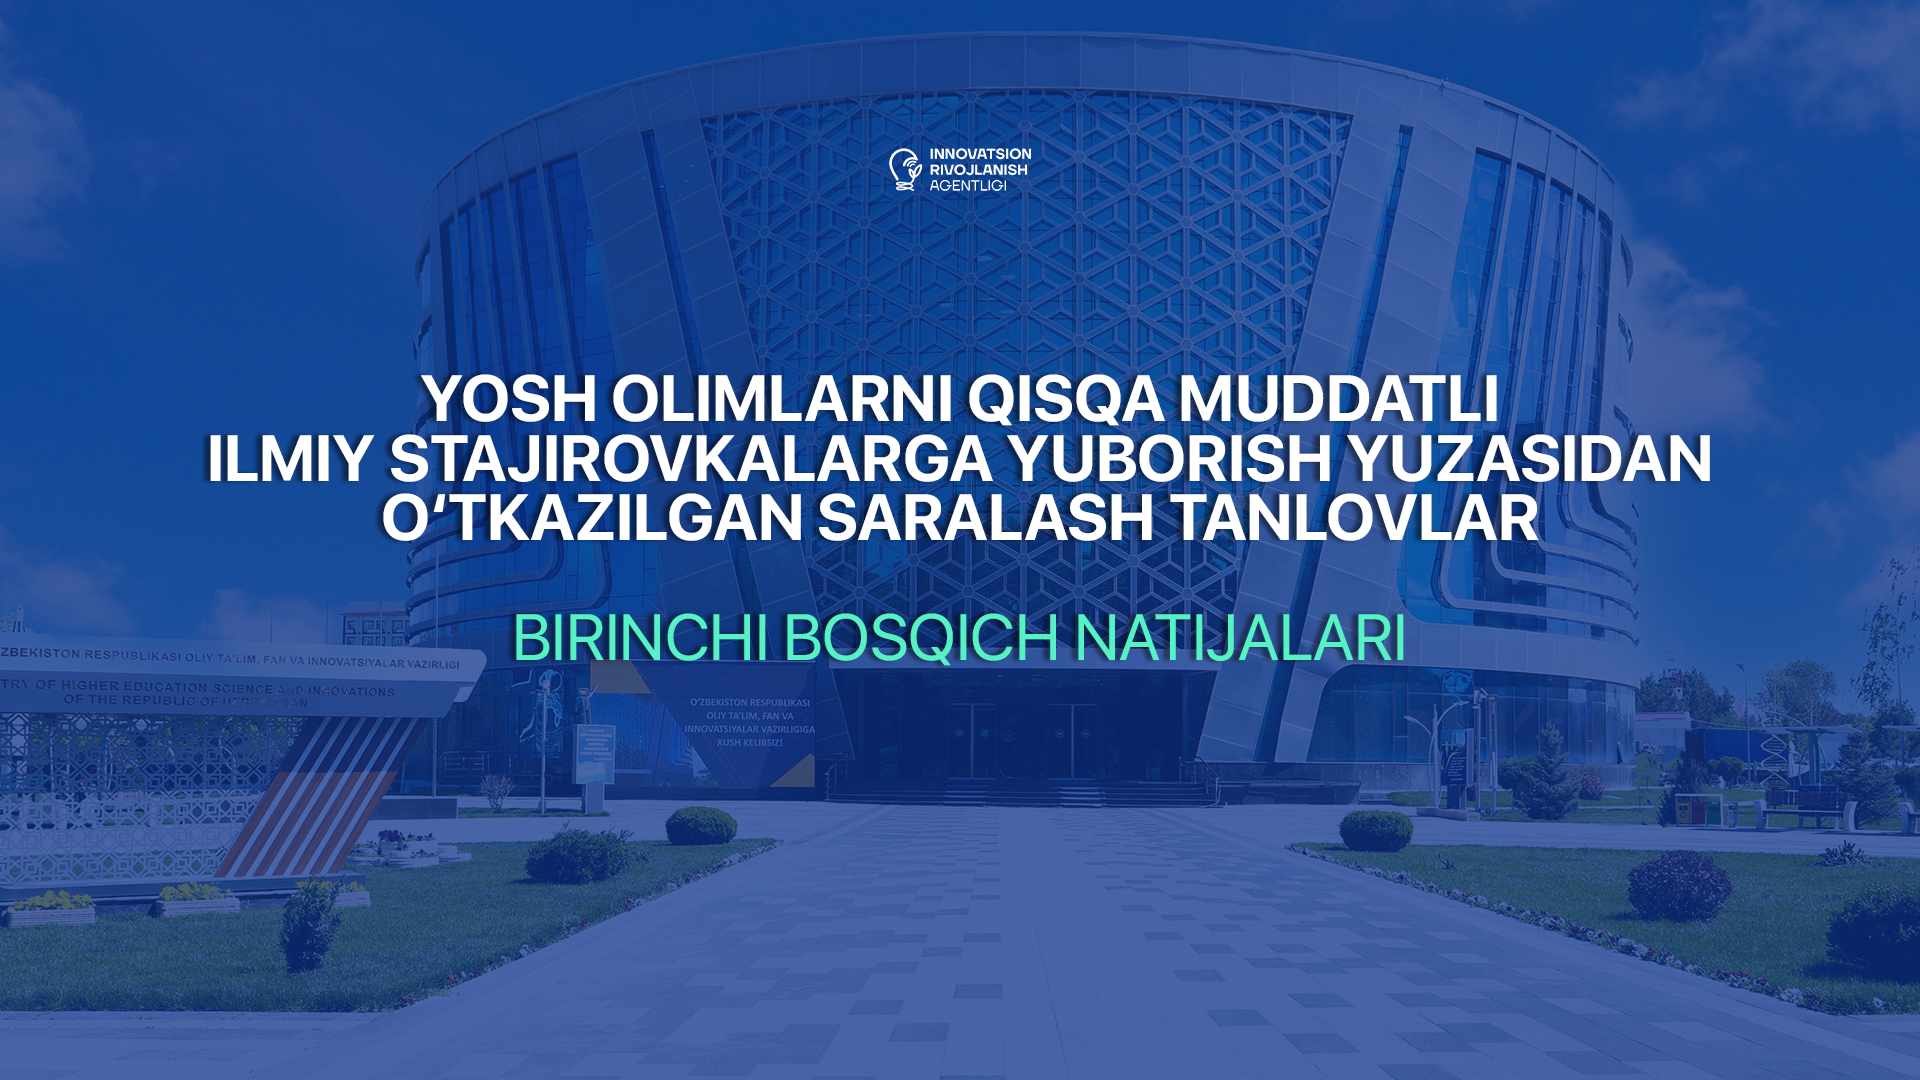 INNOVATSION
RIVOJLANISH
AGENTLIGI
YOSH OLIMLARNI QISQA MUDDATLI
ILMIY STAJIROVKALARGA YUBORISH YUZASIDAN
O‘TKAZILGAN SARALASH TANLOVLAR
BIRINCHI BOSQICH NATIJALARI
ZBEKISTON RESPUBLIKASI OLIY TA’LIM, FAN VA INNOVATSIYALAR VAZIRLIGI
TRY OF HIGHER EDUCATION SCIENCE AND INNOVATIONS
OF THE REPUBLIC OF UZBEKISTAN
O‘ZBEKISTON RESPUBLIKASI
OLIY TA’LIM, FAN VA
INNOVATSIYALAR VAZIRLIGIGA
XUSH KELIBSIZ!